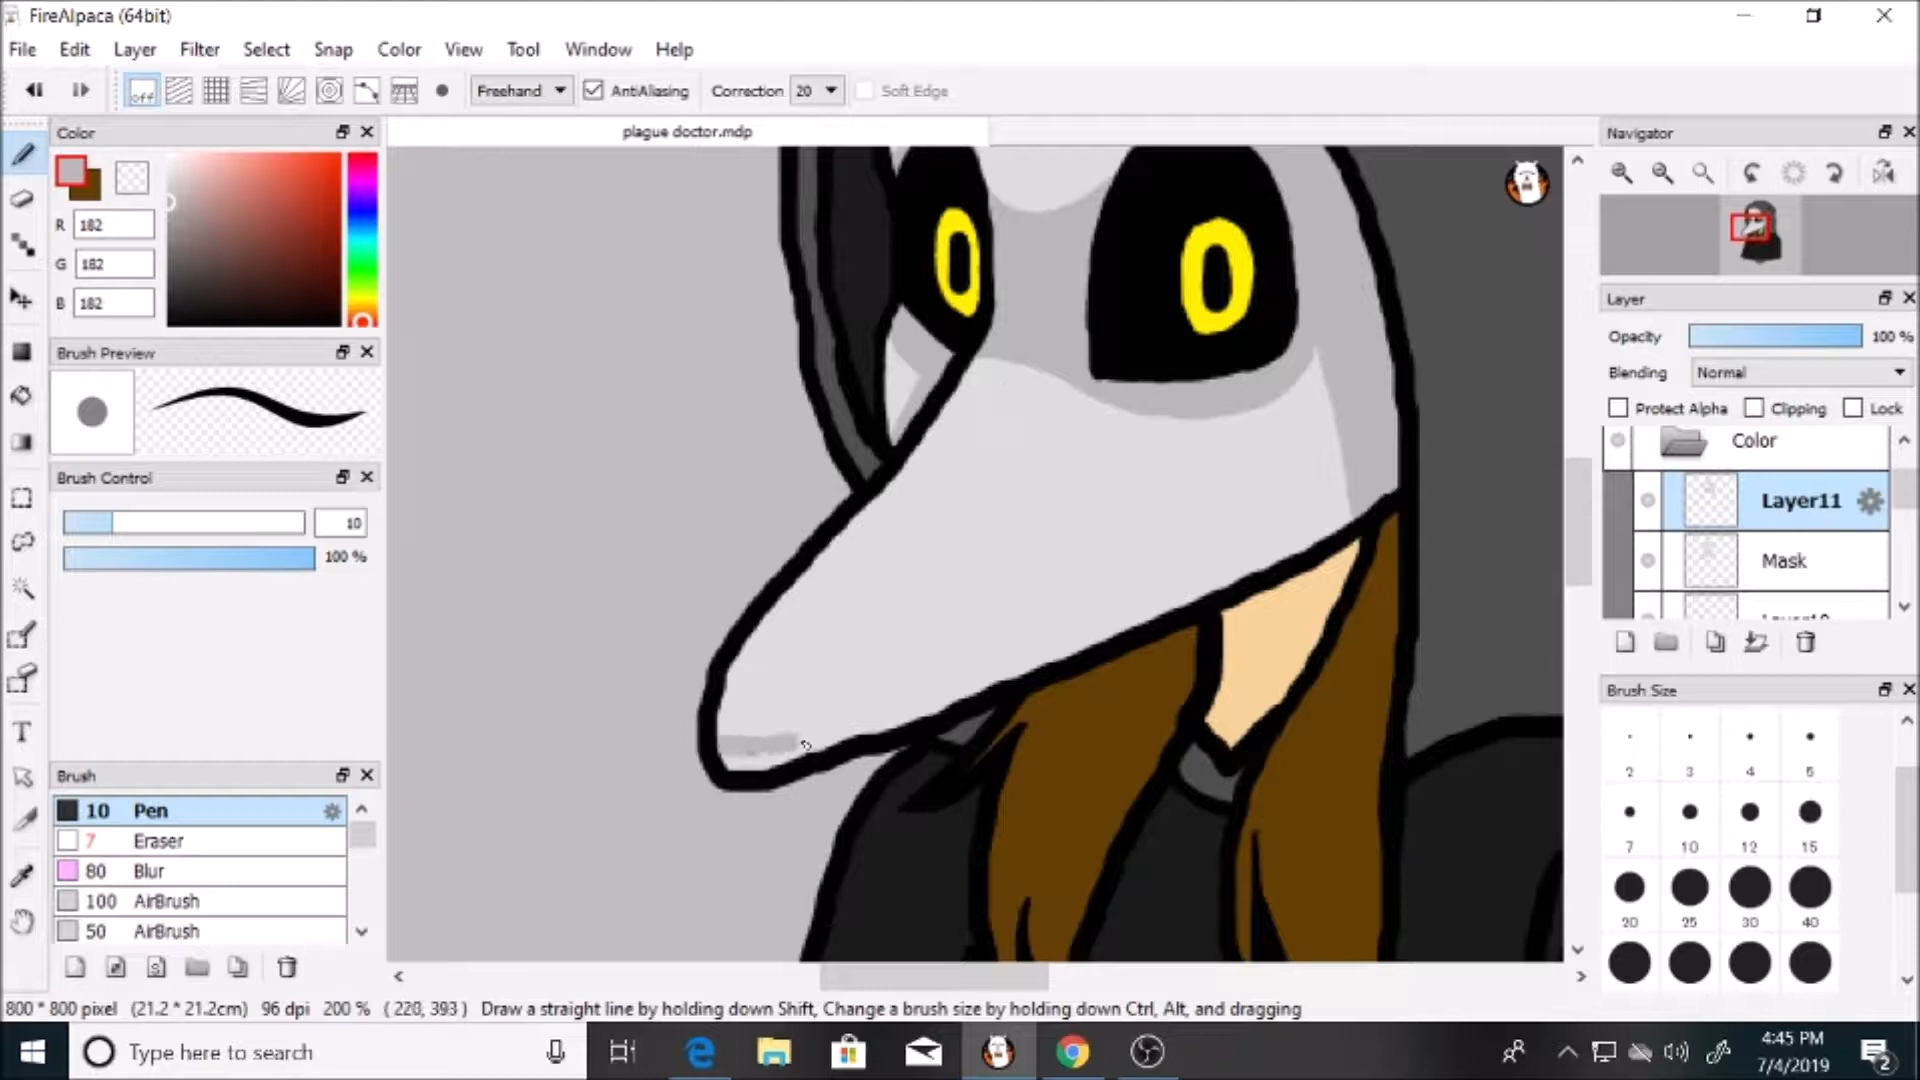 FireAlpaca (64bit)
File Edit Layer Filter Select Snap Color View Tool Window Help
off Freehand AntiAliasing Correction 20 Soft Edge
Color
R 182
G 182
B 182
Brush Preview
Brush Control
10
100 %
Brush
10 Pen
7 Eraser
80 Blur
100 AirBrush
50 AirBrush
plague doctor.mdp
Navigator
Layer
Opacity 100 %
Blending Normal
Protect Alpha Clipping Lock
Color
Layer11
Mask
Brush Size
2 3 4 5
7 10 12 15
20 25 30 40
T
800 * 800 pixel (21.2 * 21.2cm) 96 dpi 200 % ( 220, 393 ) Draw a straight line by holding down Shift, Change a brush size by holding down Ctrl, Alt, and dragging
Type here to search
4:45 PM
7/4/2019
2